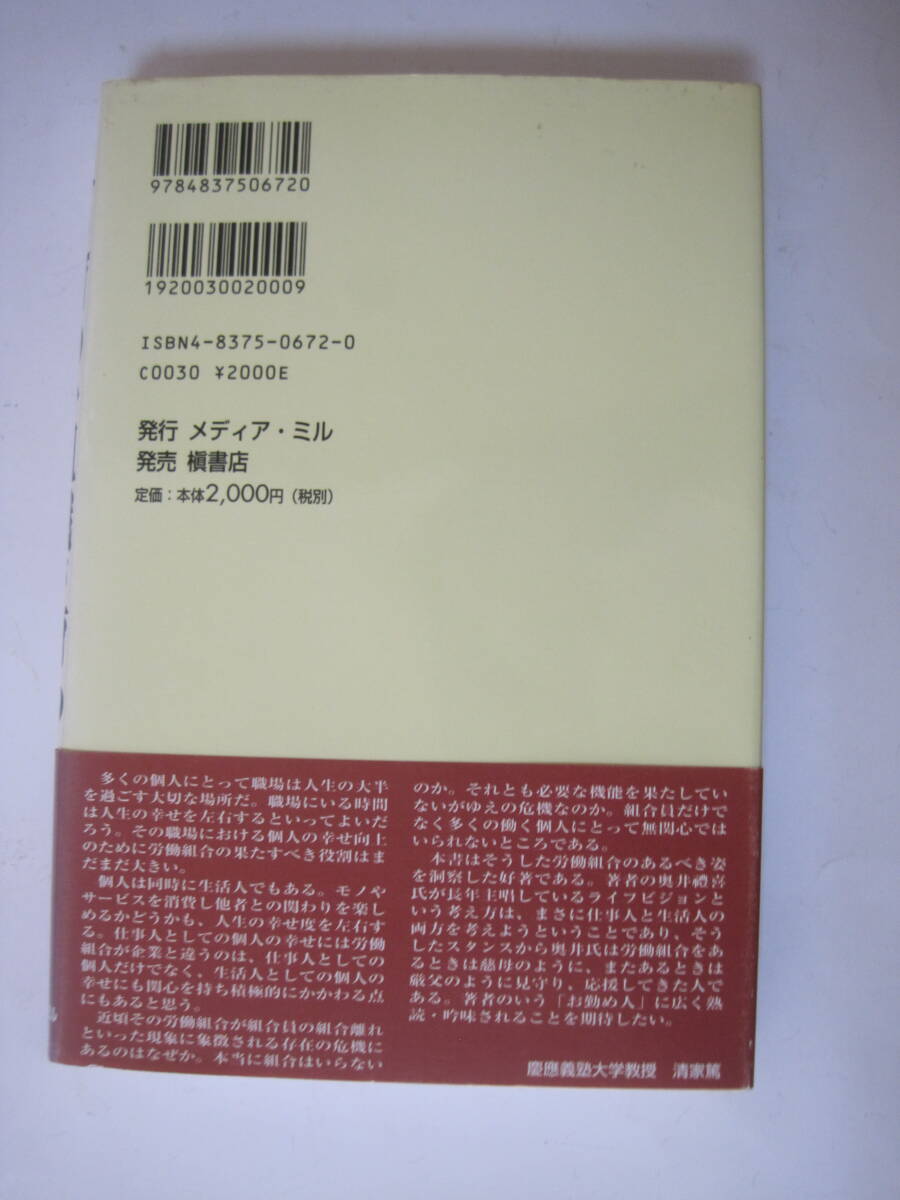 9784837506720
1920030020009
ISBN4-8375-0672-0
C0030 ¥2000E
発行 メディア・ミル
発売 槇書店
定価：本体2,000円（税別）
多くの個人にとって職場は人生の大半
を過ごす大切な場所だ。職場にいる時間
は人生の幸せを左右するといってよいだ
ろう。その職場における個人の幸せ向上
のために労働組合の果たすべき役割はま
だまだ大きい。
個人は同時に生活人でもある。モノや
サービスを消費し他者との関わりを楽し
めるかどうかも、人生の幸せ度を左右す
る。仕事人としての個人の幸せには労働
組合が企業と違うのは、仕事人としての
個人だけでなく、生活人としての個人の
幸せにも関心を持ち積極的にかかわる点
にもあると思う。
近頃その労働組合が組合員の組合離れ
といった現象に象徴される存在の危機に
あるのはなぜか。本当に組合はいらない
のか。それとも必要な機能を果たしてい
ないがゆえの危機なのか。組合員だけで
なく多くの働く個人にとって無関心では
いられないところである。
本書はそうした労働組合のあるべき姿
を洞察した好著である。著者の奥井禮喜
氏が長年主唱しているライフビジョンと
いう考え方は、まさに仕事人と生活人の
両方を考えようということであり、そう
したスタンスから奥井氏は労働組合をあ
るときは慈母のように、またあるときは
厳父のように見守り、応援してきた人で
ある。著者のいう「お勤め人」に広く熟
読・吟味されることを期待したい。
慶應義塾大学教授 清家篤